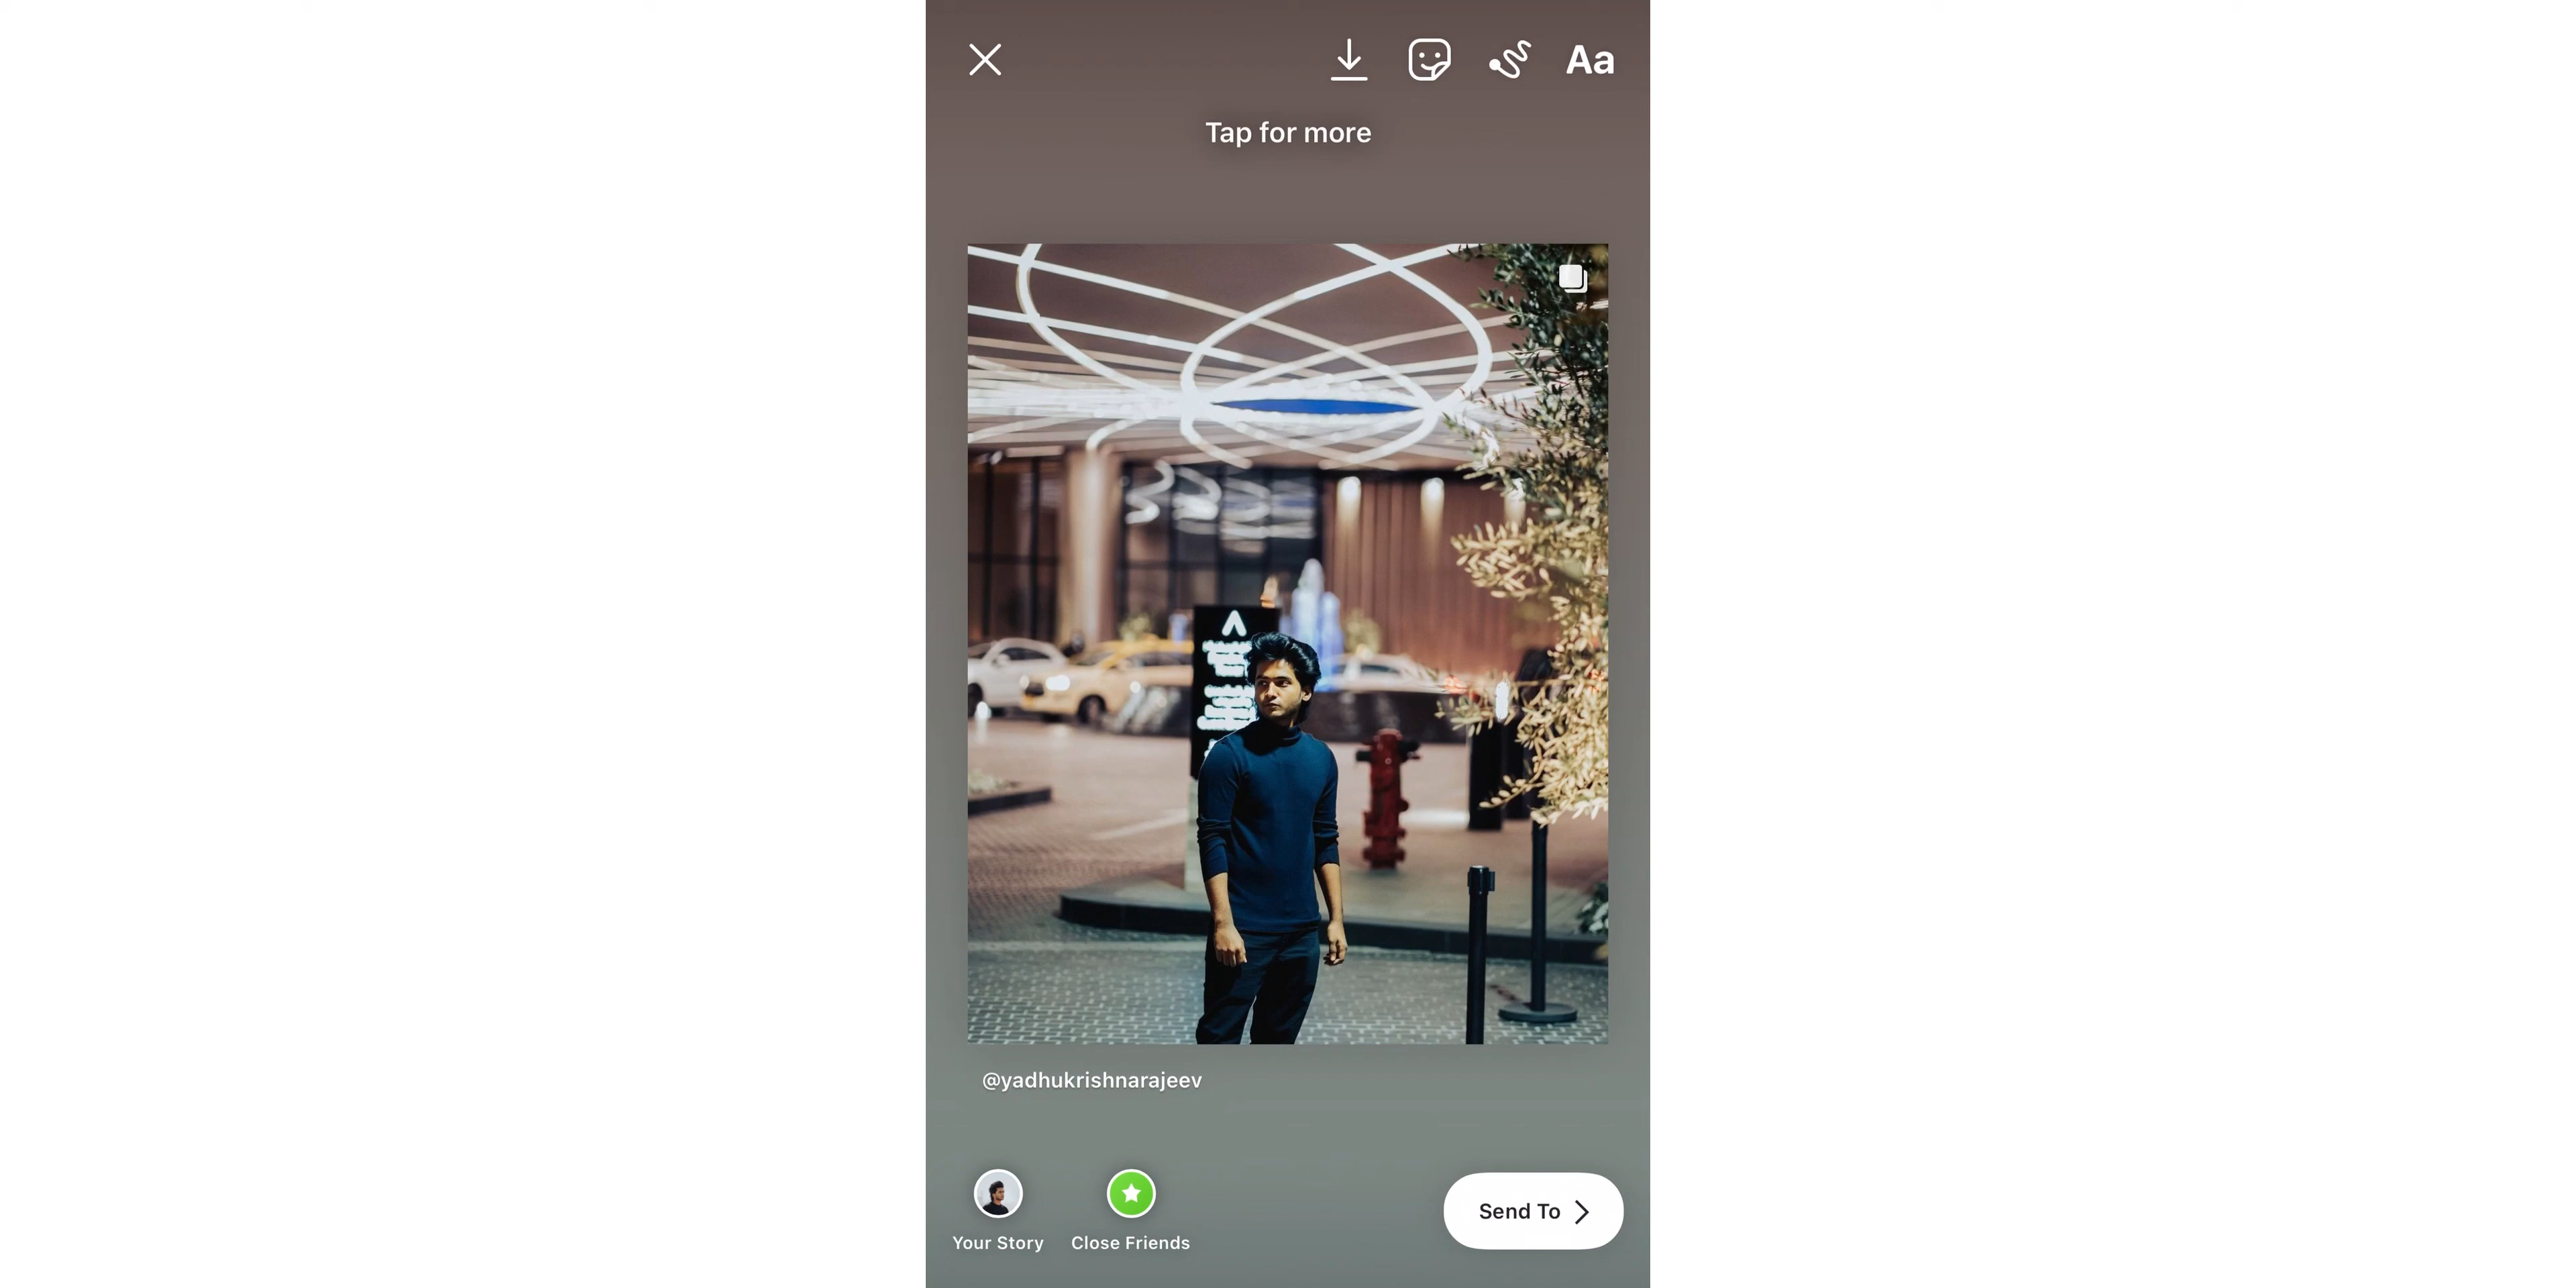 Aa
Tap for more
@yadhukrishnarajeev
Your Story
Close Friends
Send To